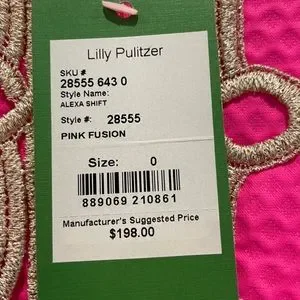 Lilly Pulitzer
SKU #
28555 643 0
Style Name:
ALEXA SHIFT
Style #: 28555
PINK FUSION
Size: 0
889069 210861
Manufacturer's Suggested Price
$198.00